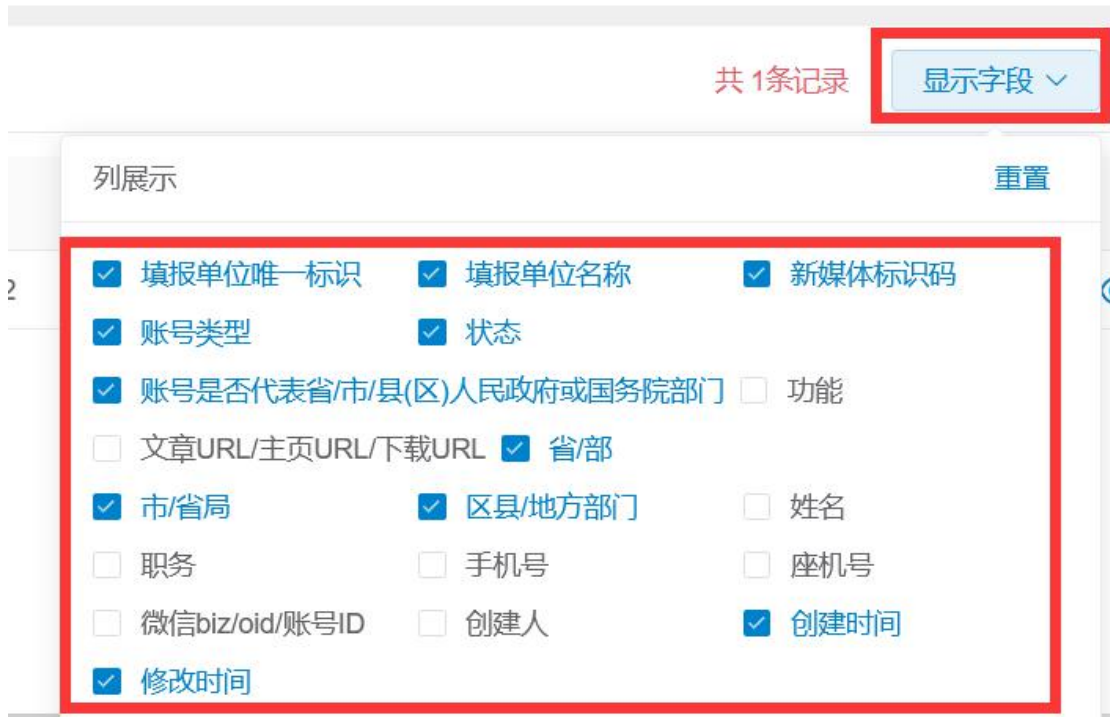 共 1条记录 显示字段
列展示 重置
填报单位唯一标识 填报单位名称 新媒体标识码
2
账号类型 状态
账号是否代表省/市/县(区)人民政府或国务院部门 功能
文章URL/主页URL/下载URL 省/部
市/省局 区县/地方部门 姓名
职务 手机号 座机号
微信biz/oid/账号ID 创建人 创建时间
修改时间